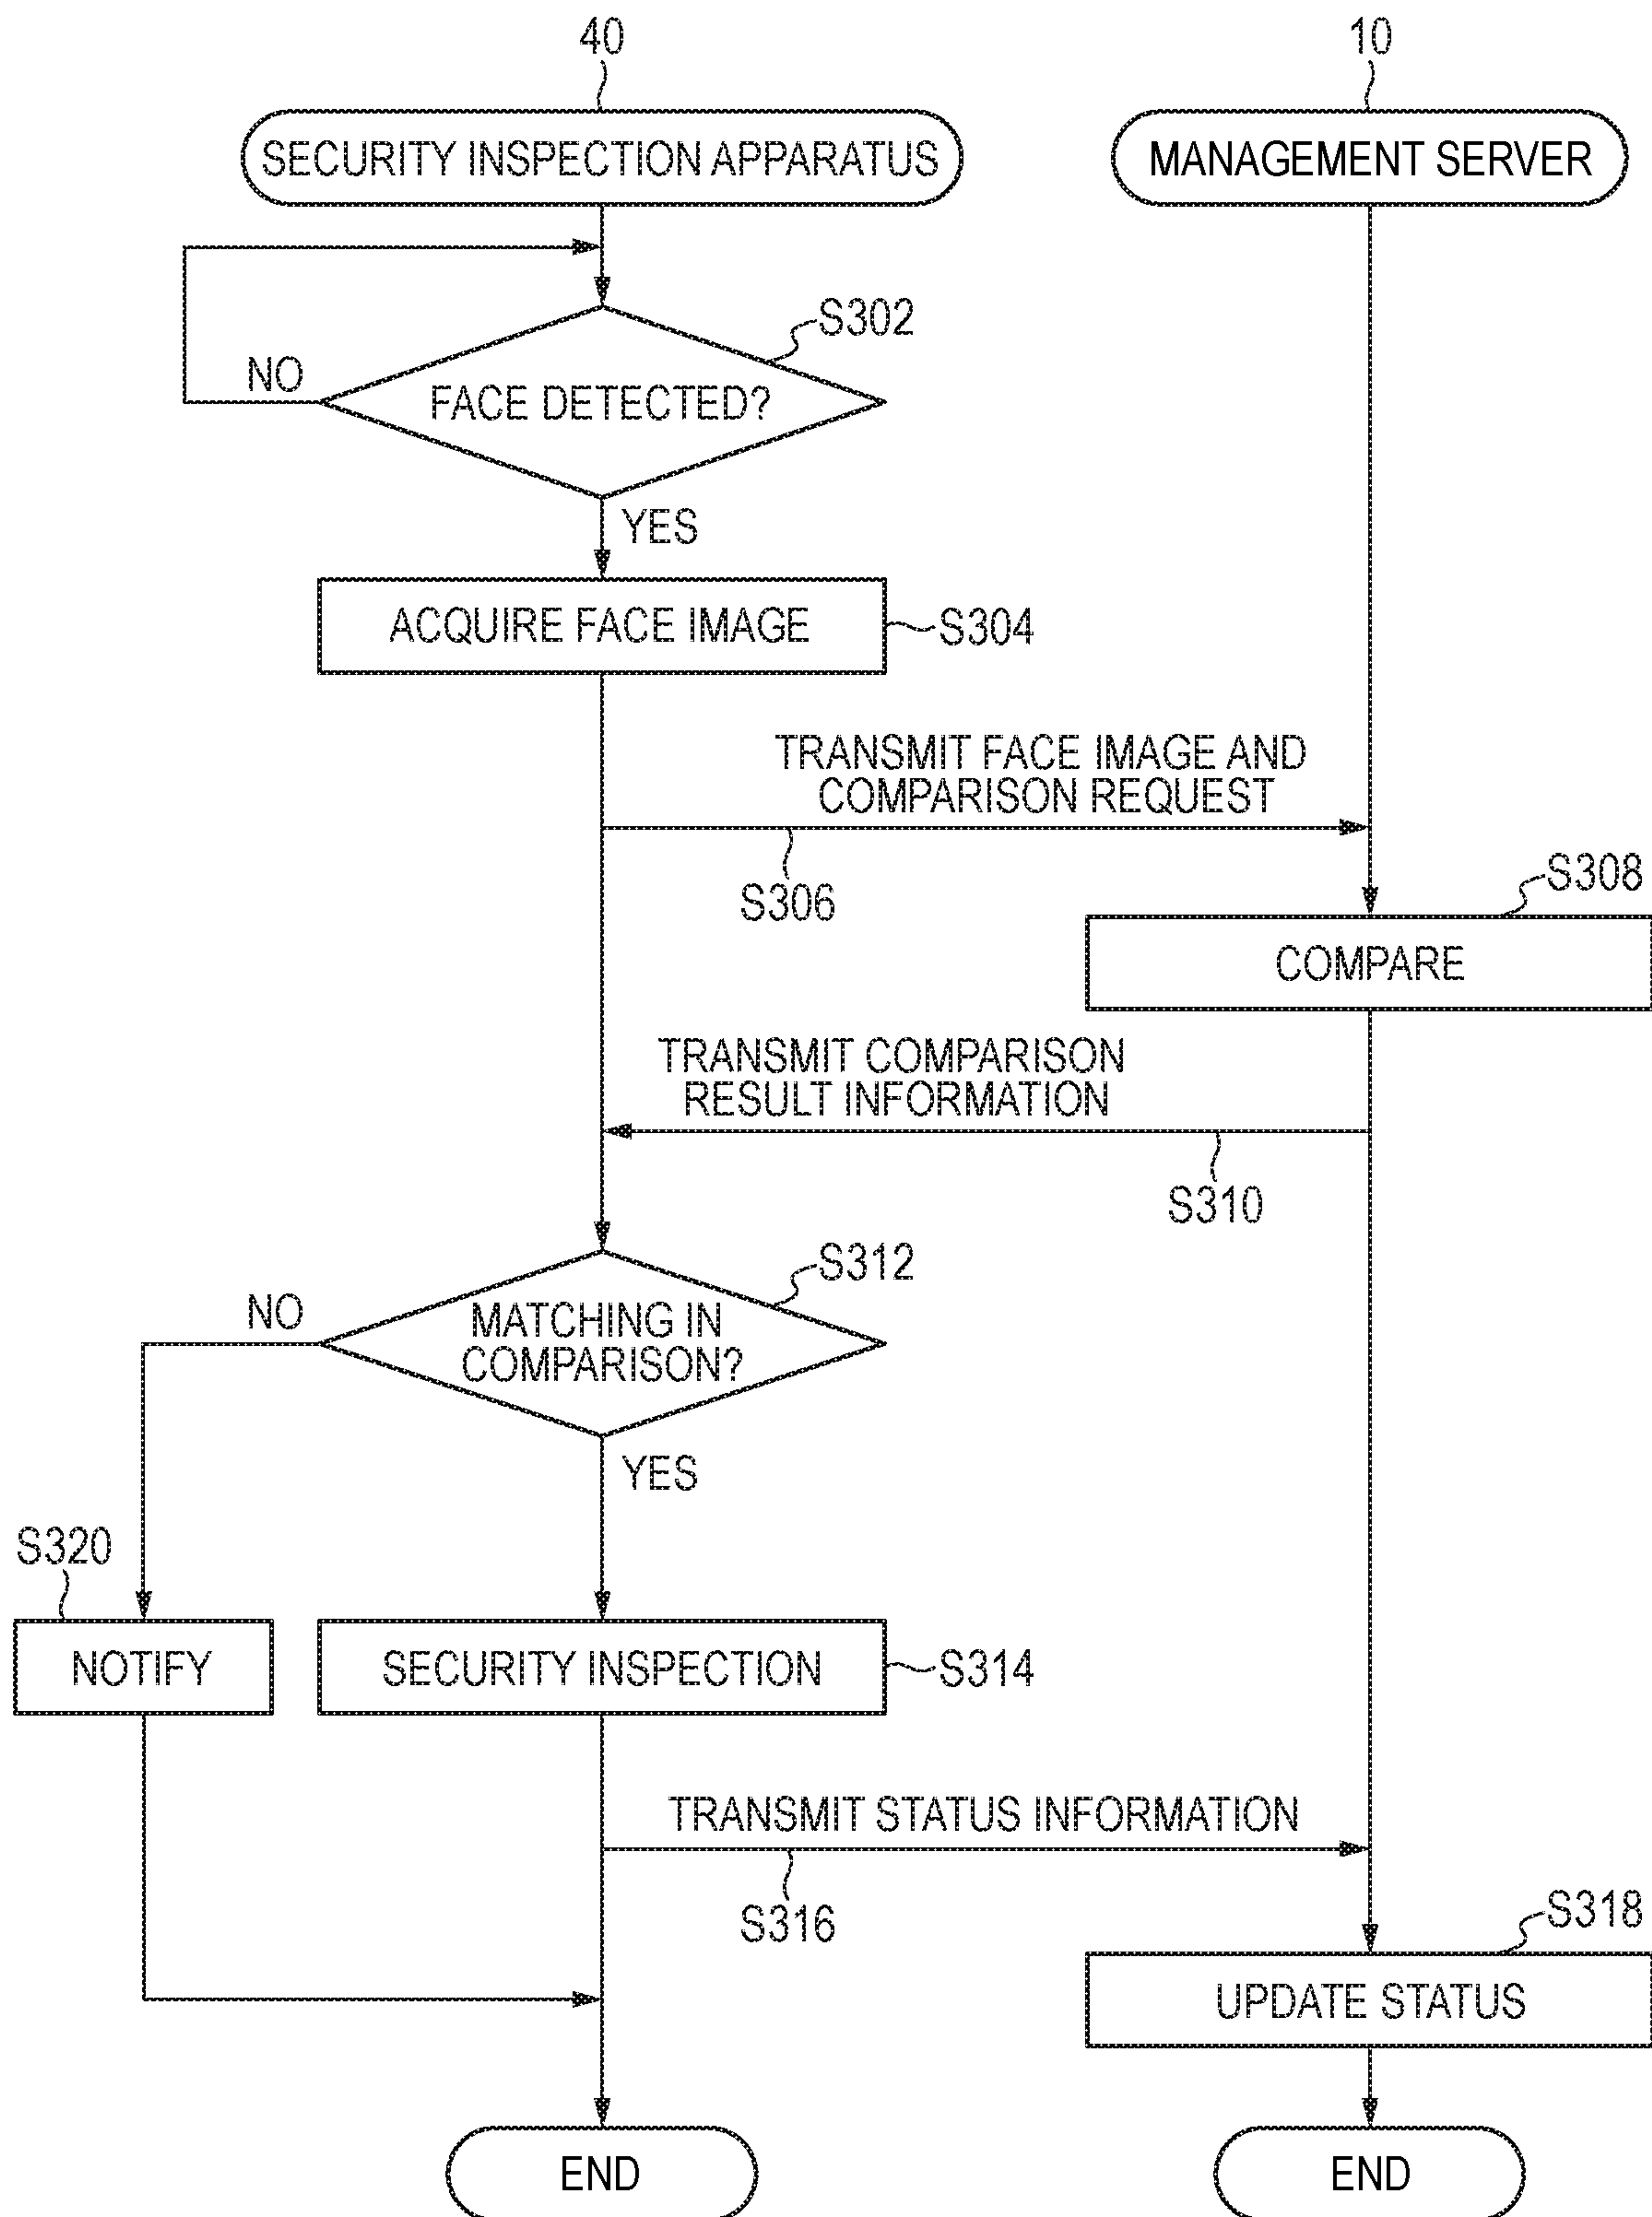 40
10
SECURITY INSPECTION APPARATUS
MANAGEMENT SERVER
S302
NO
FACE DETECTED?
YES
ACQUIRE FACE IMAGE
S304
TRANSMIT FACE IMAGE AND
COMPARISON REQUEST
S306
S308
COMPARE
TRANSMIT COMPARISON
RESULT INFORMATION
S310
S312
NO
MATCHING IN
COMPARISON?
YES
S320
NOTIFY
SECURITY INSPECTION
S314
TRANSMIT STATUS INFORMATION
S316
S318
UPDATE STATUS
END
END